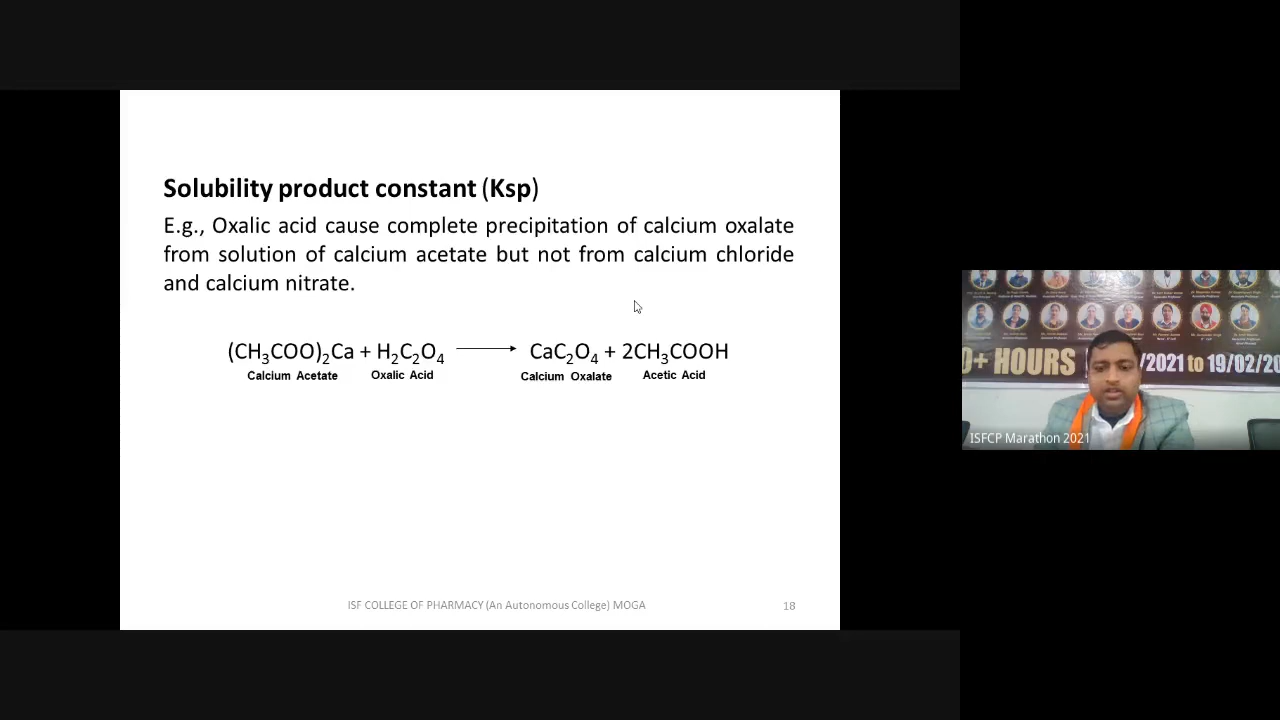 Solubility product constant (Ksp)
E.g., Oxalic acid cause complete precipitation of calcium oxalate
from solution of calcium acetate but not from calcium chloride
and calcium nitrate.
(CH₃COO)₂Ca + H₂C₂O₄ ⟶ CaC₂O₄ + 2CH₃COOH
Calcium Acetate Oxalic Acid Calcium Oxalate Acetic Acid
ISF COLLEGE OF PHARMACY (An Autonomous College) MOGA 18
0+ HOURS /2021 to 19/02/20
ISFCP Marathon 2021